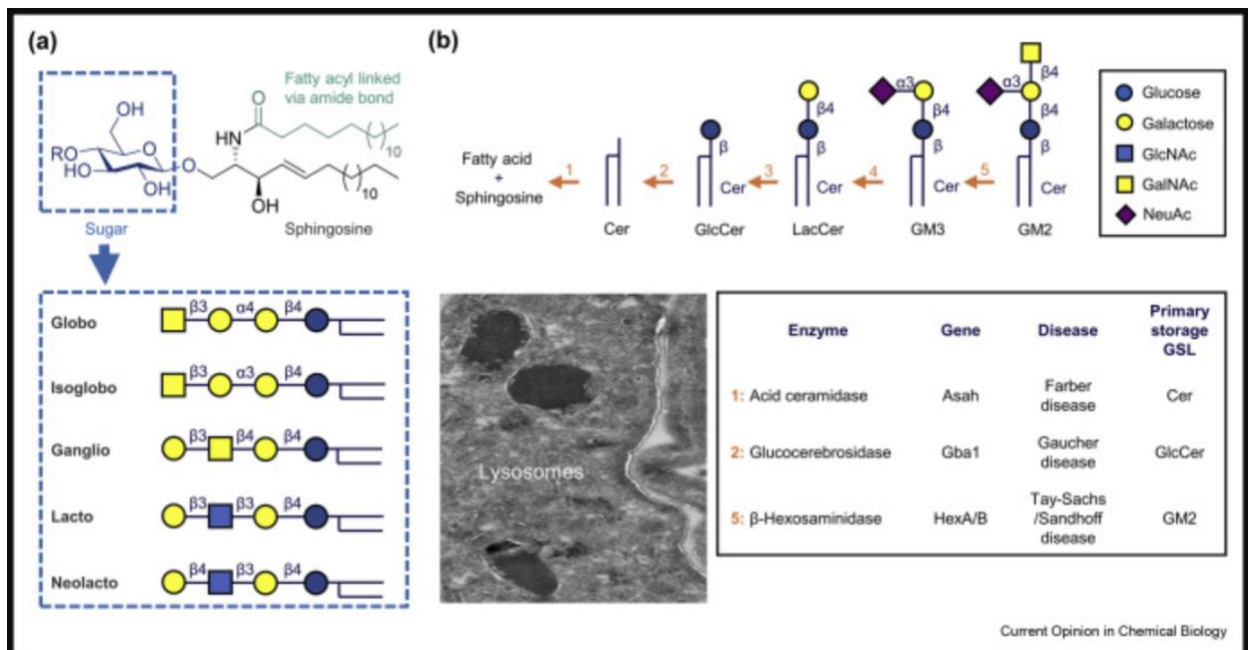 (a)
Fatty acyl linked
via amide bond
OH
O
HN
R
O
HO
HO
O
O
OH
OH
10
10
Sugar
Sphingosine
Globo
β3
α4
β4
Isoglobo
β3
α3
β4
Ganglio
β3
β4
β4
Lacto
β3
β3
β4
Neolacto
β4
β3
β4
(b)
β4
α3
α3
β4
β4
β4
β
β
β
β
Fatty acid
+
Sphingosine
1
2
3
4
5
Cer
Cer
Cer
Cer
Cer
GlcCer
LacCer
GM3
GM2
Glucose
Galactose
GlcNAc
GalNAc
NeuAc
Lysosomes
Enzyme
Gene
Disease
Primary
storage
GSL
1: Acid ceramidase
Asah
Farber
disease
Cer
2: Glucocerebrosidase
Gba1
Gaucher
disease
GlcCer
5: β-Hexosaminidase
HexA/B
Tay-Sachs
/Sandhoff
disease
GM2
Current Opinion in Chemical Biology